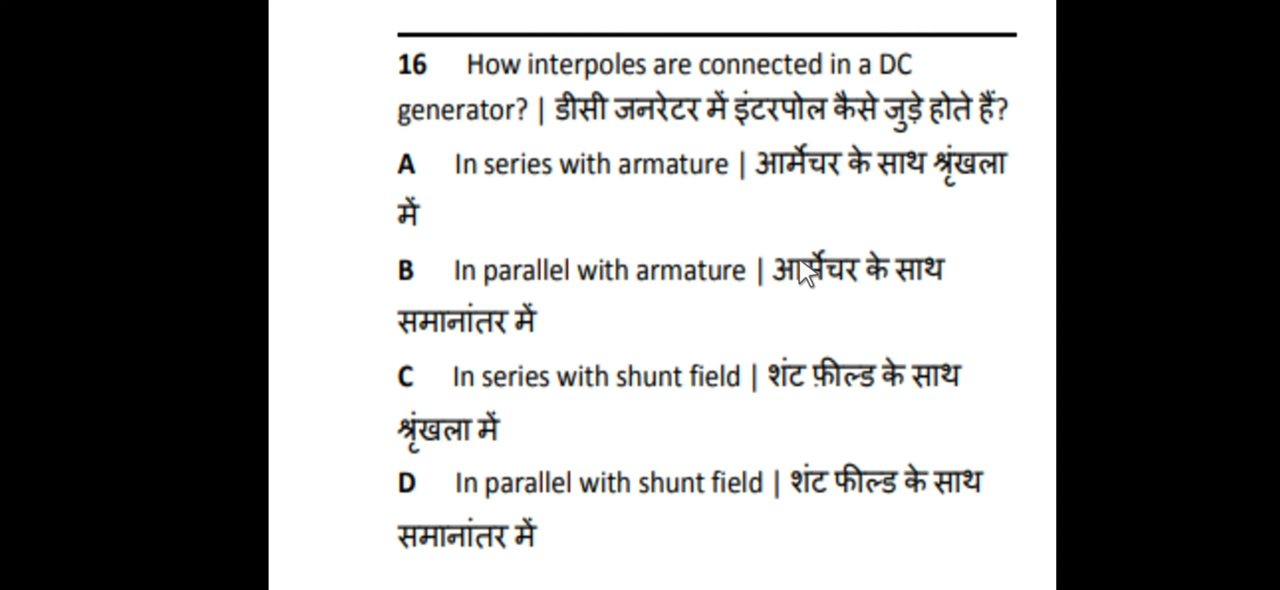 16 How interpoles are connected in a DC
generator? | डीसी जनरेटर में इंटरपोल कैसे जुड़े होते हैं?
A In series with armature | आर्मेचर के साथ श्रृंखला
में
B In parallel with armature | आर्मेचर के साथ
समानांतर में
C In series with shunt field | शंट फ़ील्ड के साथ
श्रृंखला में
D In parallel with shunt field | शंट फील्ड के साथ
समानांतर में